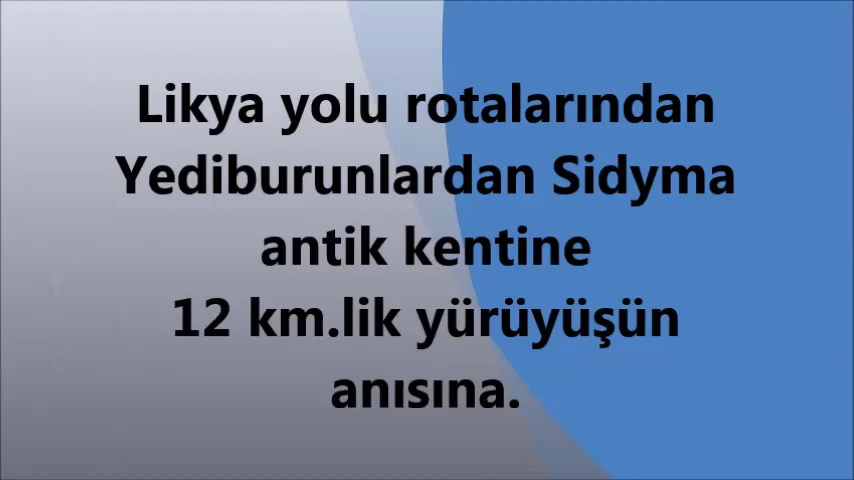 Likya yolu rotalarından
Yediburunlardan Sidyma
antik kentine
12 km.lik yürüyüşün
anısına.